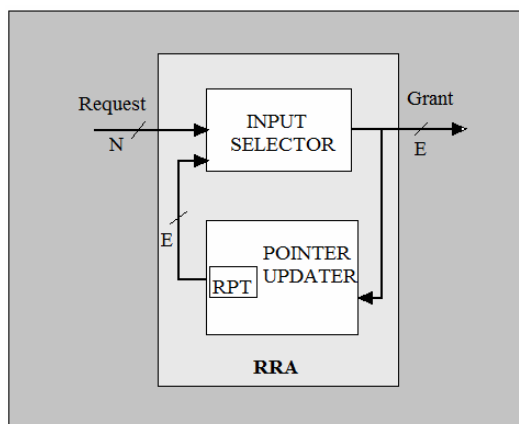 Request
N
INPUT
SELECTOR
Grant
E
E
POINTER
UPDATER
RPT
RRA